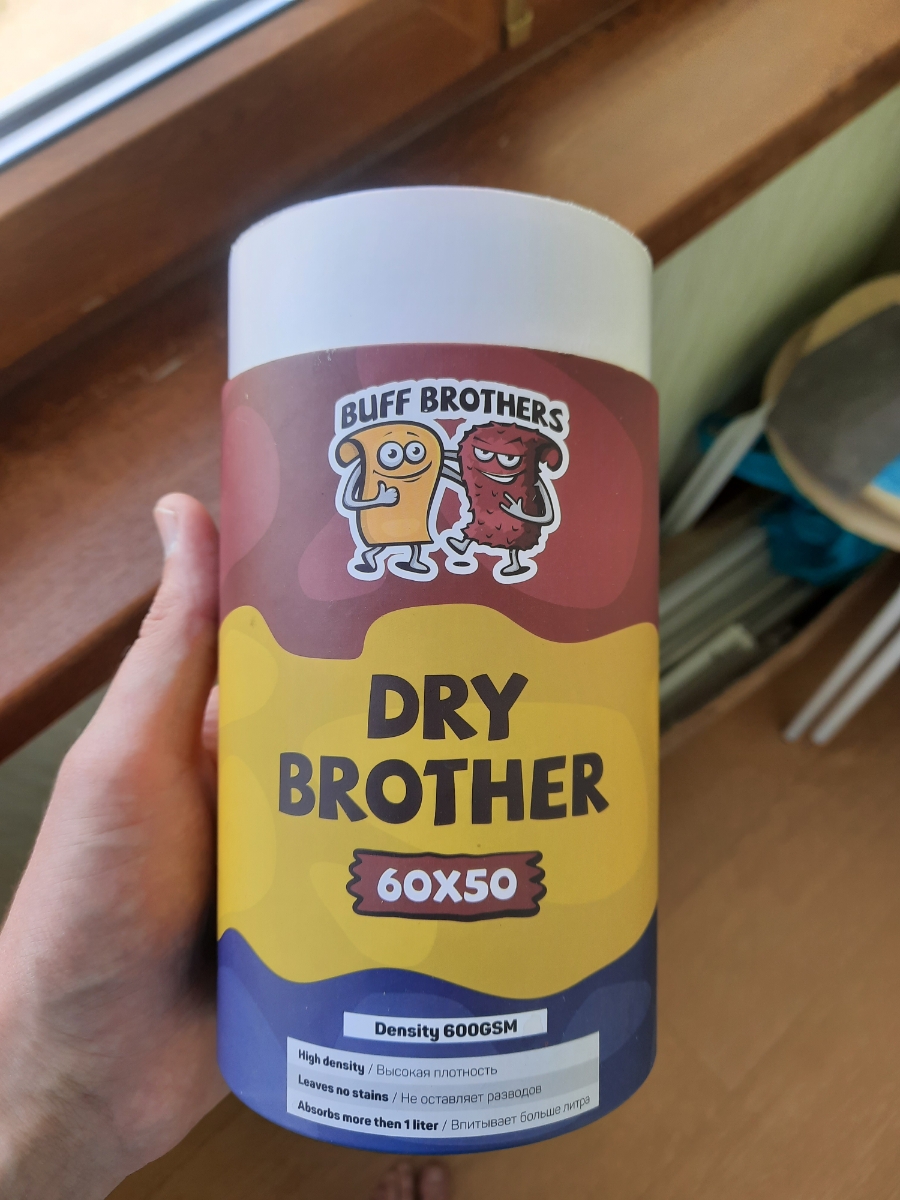 BUFF BROTHERS
DRY
BROTHER
60X50
Density 600GSM
High density / Высокая плотность
Leaves no stains / Не оставляет разводов
Absorbs more then 1 liter / Впитывает больше литра